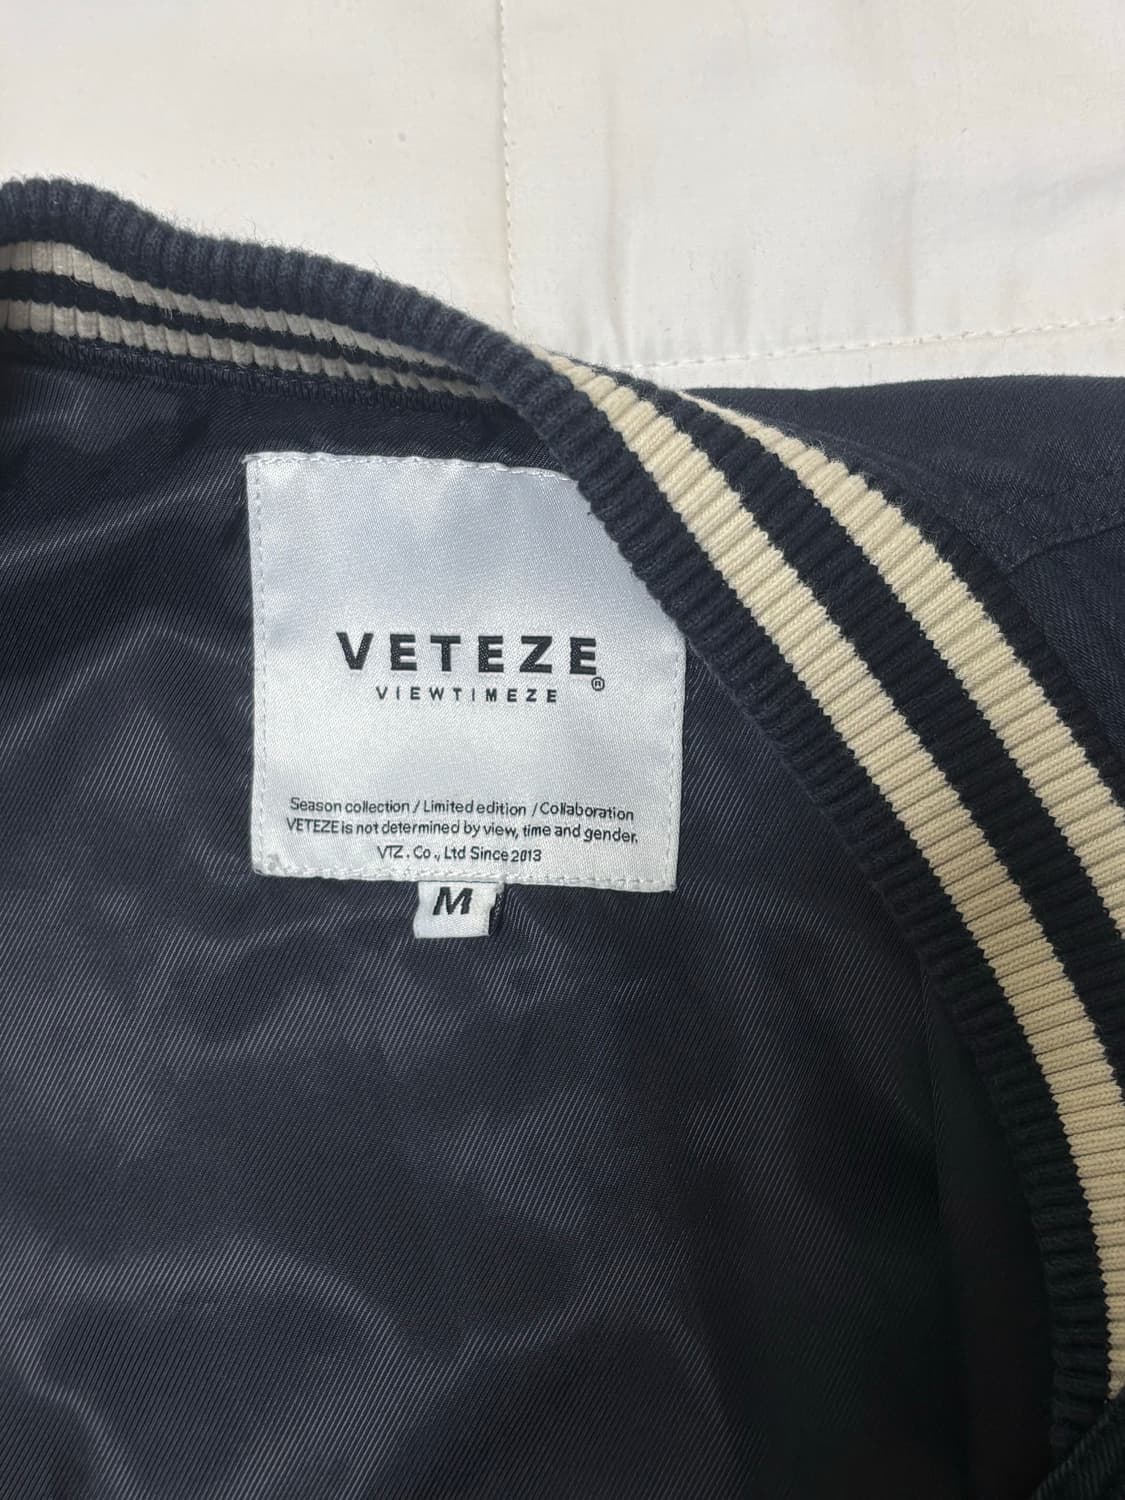 VETEZE
®
VIEWTIMEZE
Season collection / Limited edition / Collaboration
VETEZE is not determined by view, time and gender.
VTZ. Co., Ltd Since 2013
M